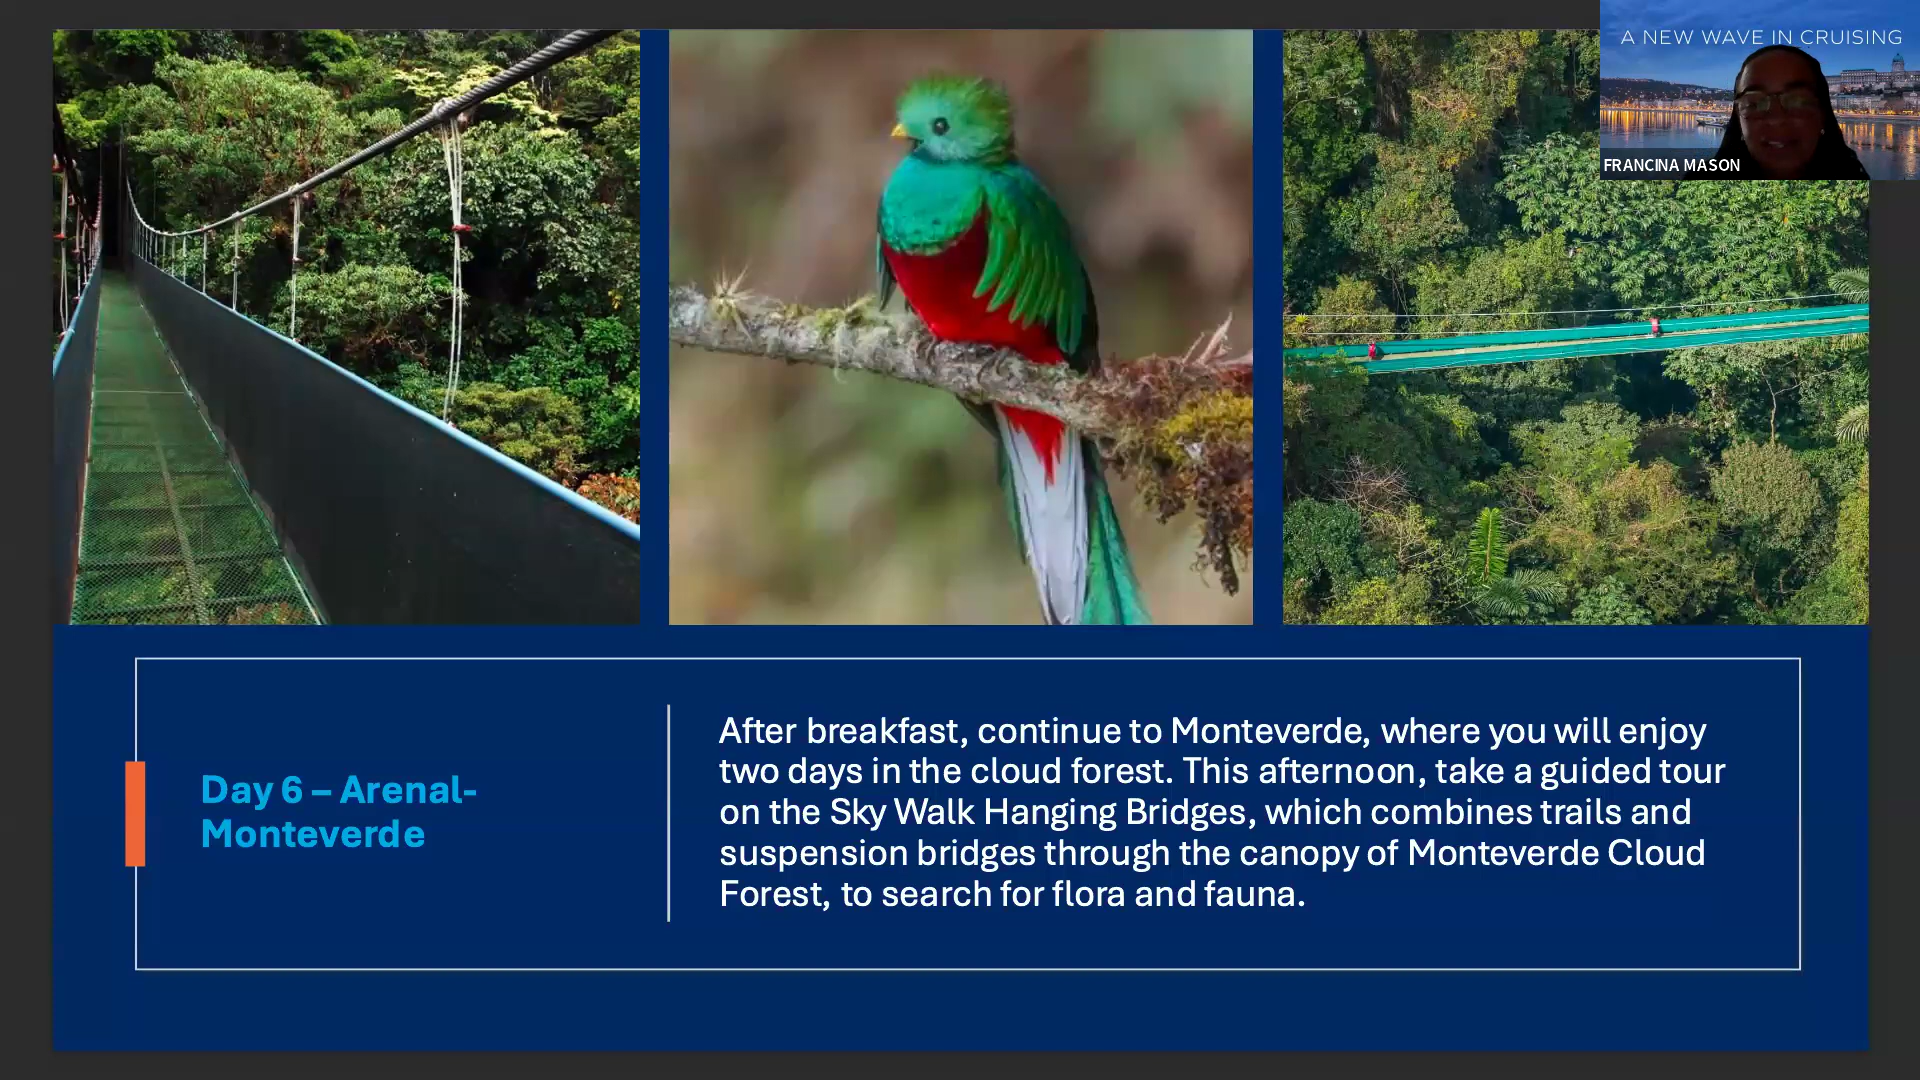 A NEW WAVE IN CRUISING
FRANCINA MASON
Day 6 – Arenal-
Monteverde
After breakfast, continue to Monteverde, where you will enjoy
two days in the cloud forest. This afternoon, take a guided tour
on the Sky Walk Hanging Bridges, which combines trails and
suspension bridges through the canopy of Monteverde Cloud
Forest, to search for flora and fauna.